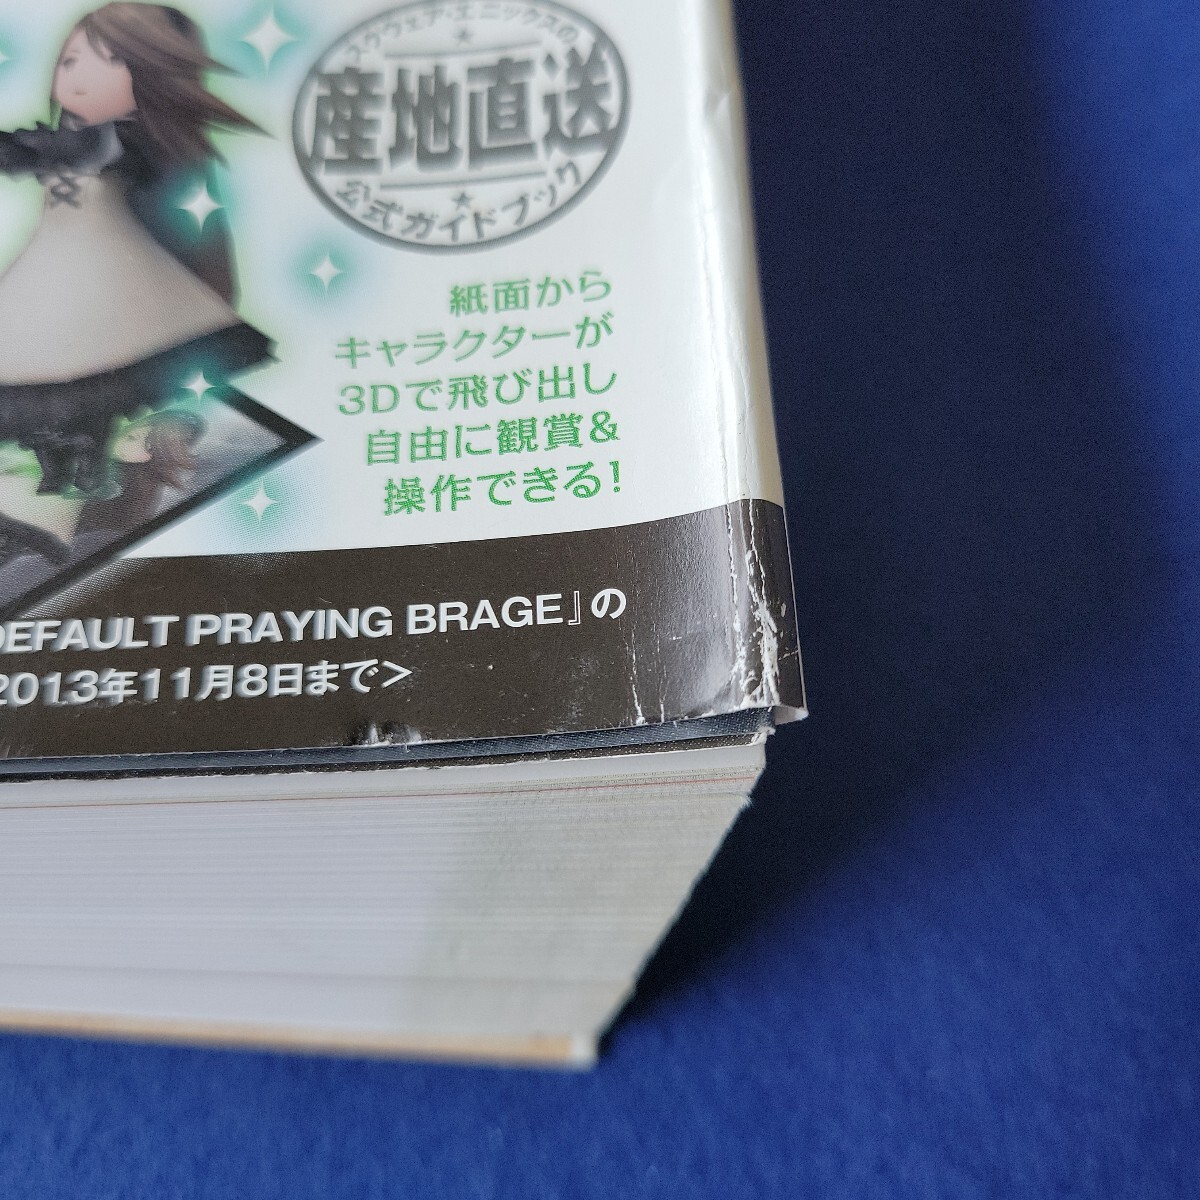 スクウェア・エニックスの
産地直送
公式ガイドブック
紙面から
キャラクターが
3Dで飛び出し
自由に観賞&
操作できる!
DEFAULT PRAYING BRAGE』の
2013年11月8日まで>